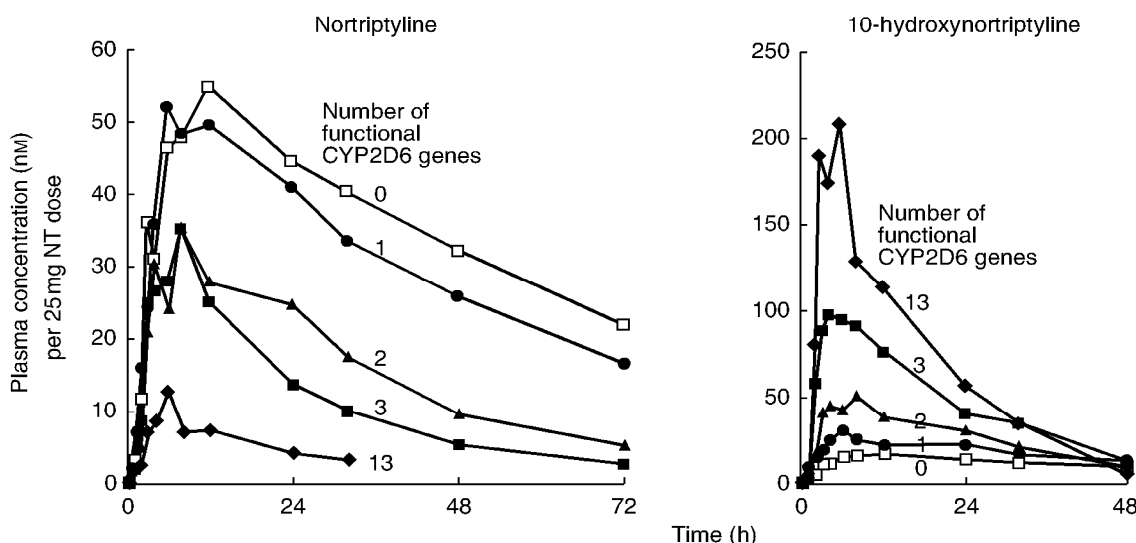 Nortriptyline
Plasma concentration (nM)
per 25mg NT dose
60
50
40
30
20
10
0
Number of
functional
CYP2D6 genes
0
1
2
3
13
0
24
48
72
10-hydroxynortriptyline
250
200
150
100
50
0
Number of
functional
CYP2D6 genes
13
3
2
1
0
0
24
48
Time (h)